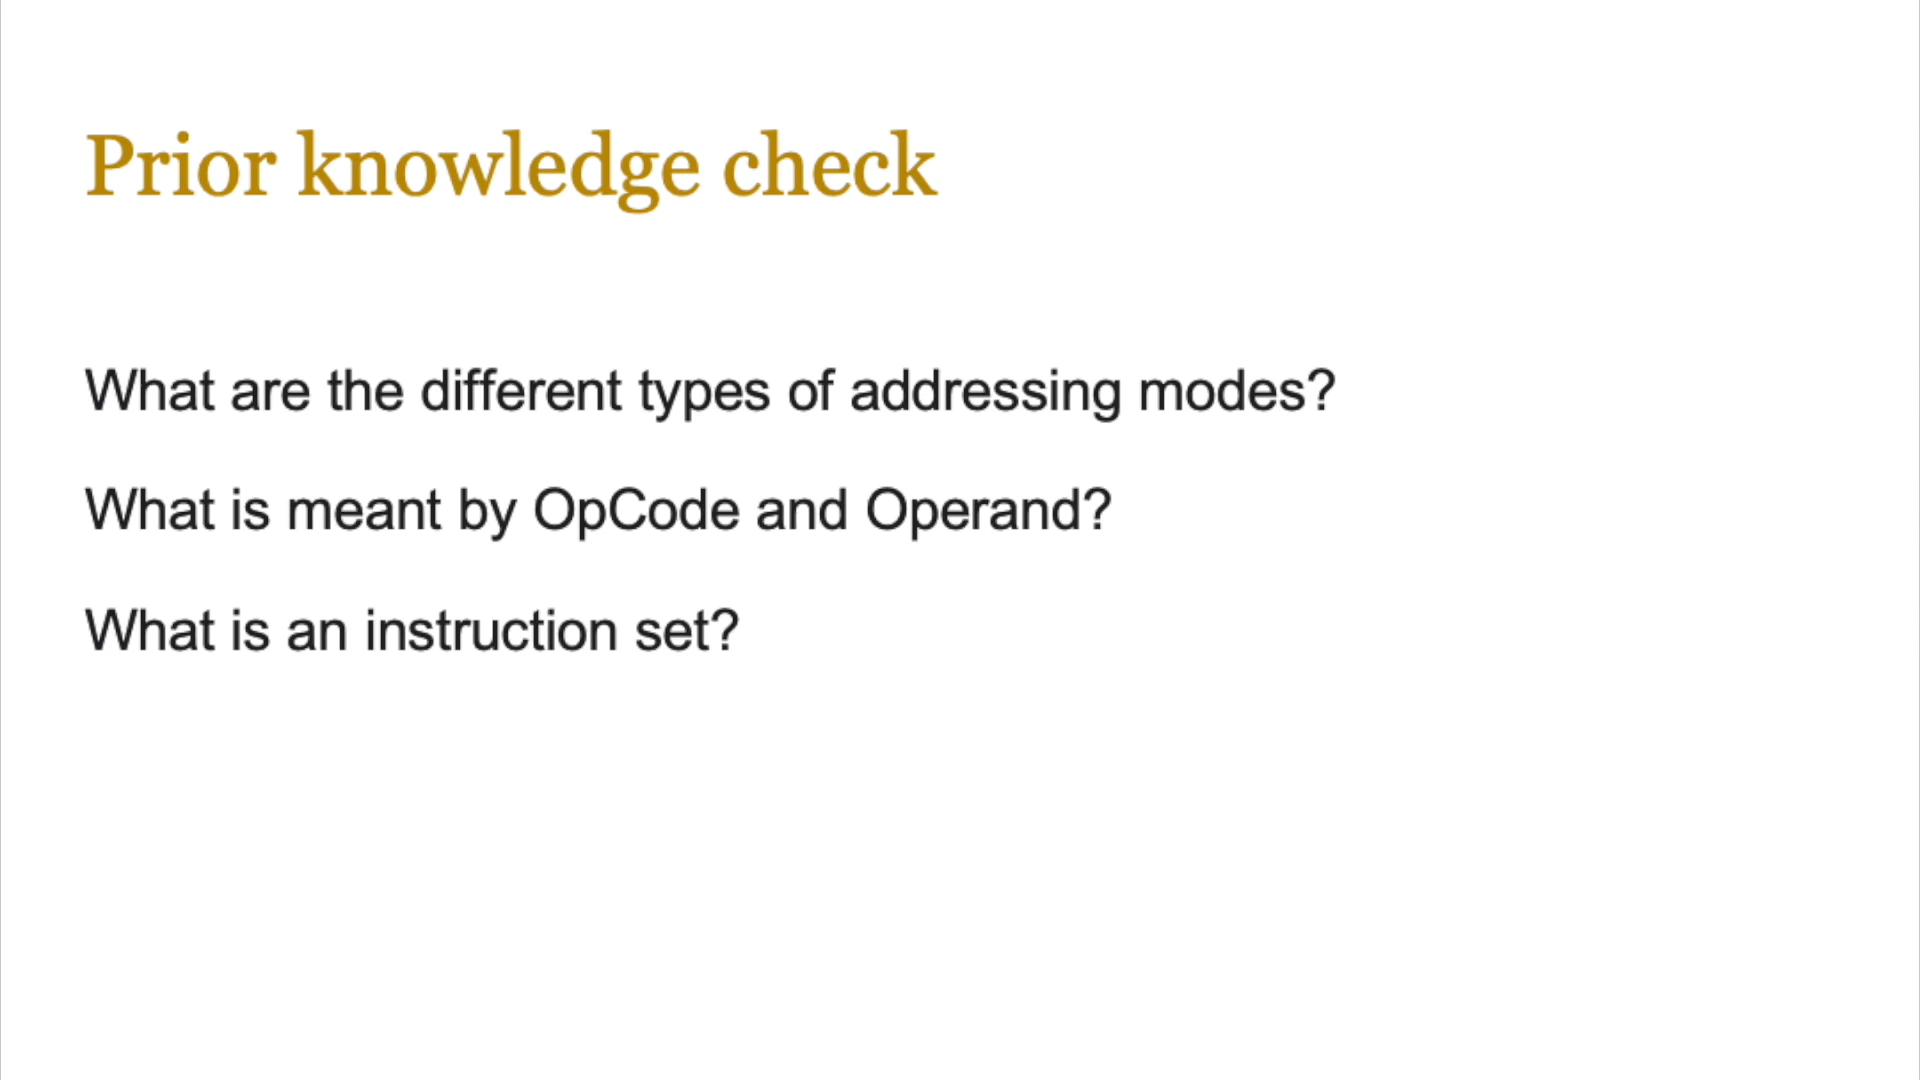 Prior knowledge check
What are the different types of addressing modes?
What is meant by OpCode and Operand?
What is an instruction set?